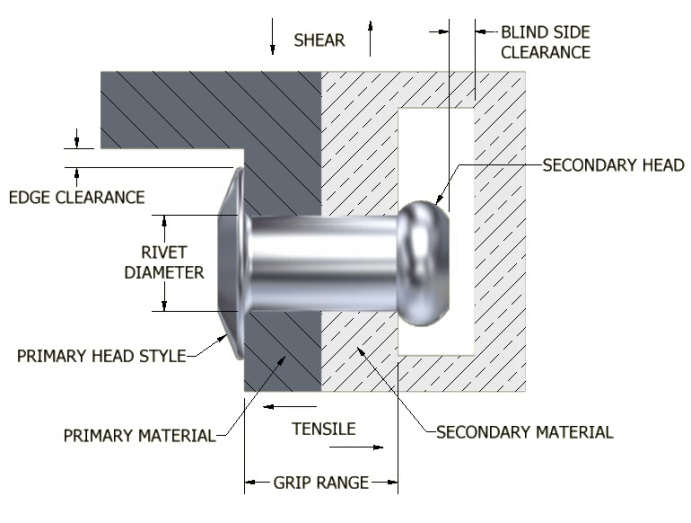 SHEAR
BLIND SIDE
CLEARANCE
SECONDARY HEAD
EDGE CLEARANCE
RIVET
DIAMETER
PRIMARY HEAD STYLE
PRIMARY MATERIAL
TENSILE
SECONDARY MATERIAL
GRIP RANGE